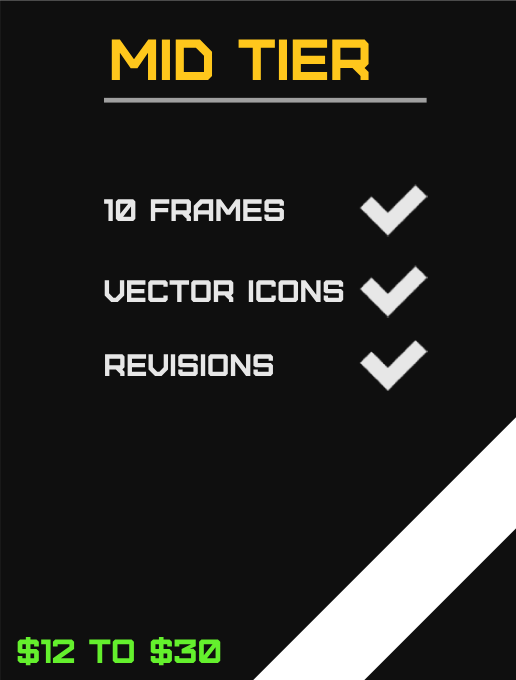 MID TIER
10 FRAMES
VECTOR ICONS
REVISIONS
$12 TO $30